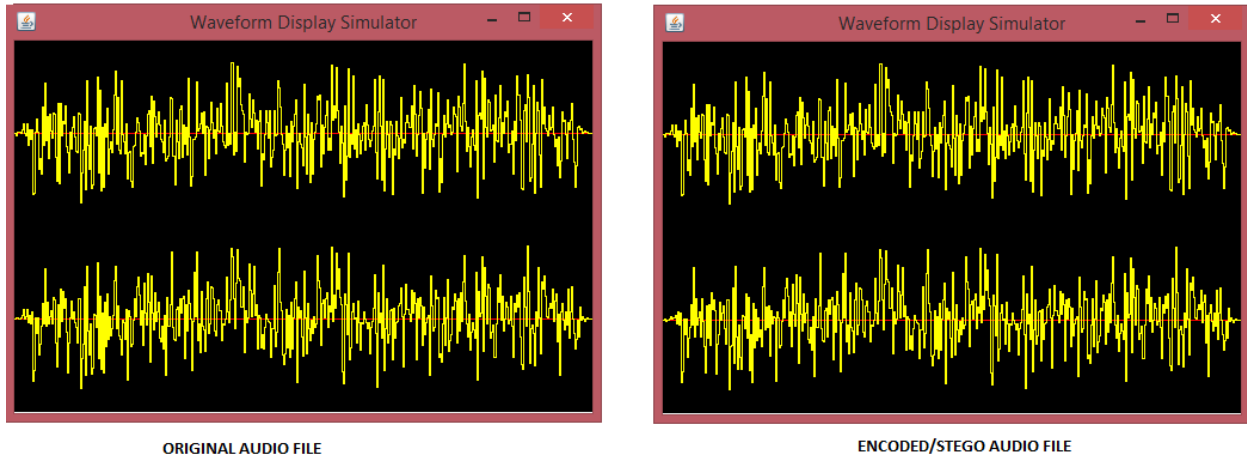 Waveform Display Simulator
Waveform Display Simulator
ORIGINAL AUDIO FILE
ENCODED/STEGO AUDIO FILE